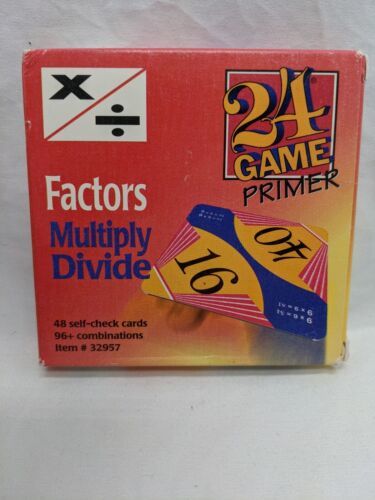 ×
÷
24
GAME
PRIMER
Factors
Multiply
Divide
16
40
48 self-check cards
96+ combinations
Item # 32957